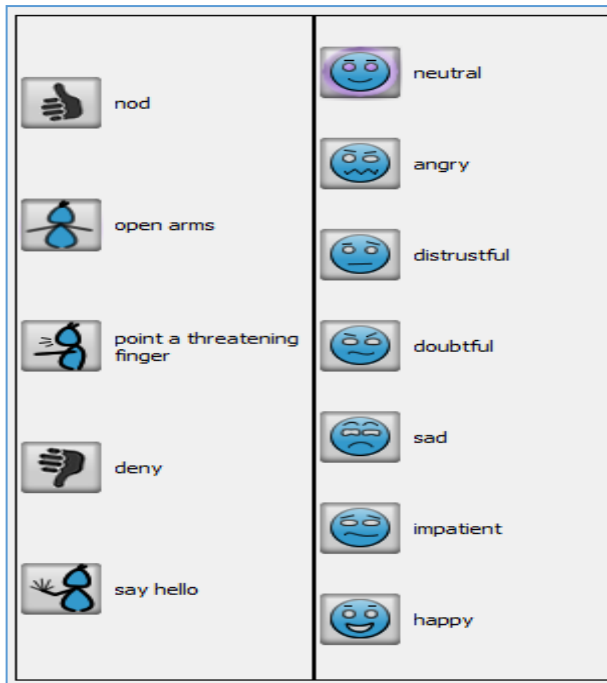 nod
open arms
point a threatening
finger
deny
say hello
neutral
angry
distrustful
doubtful
sad
impatient
happy